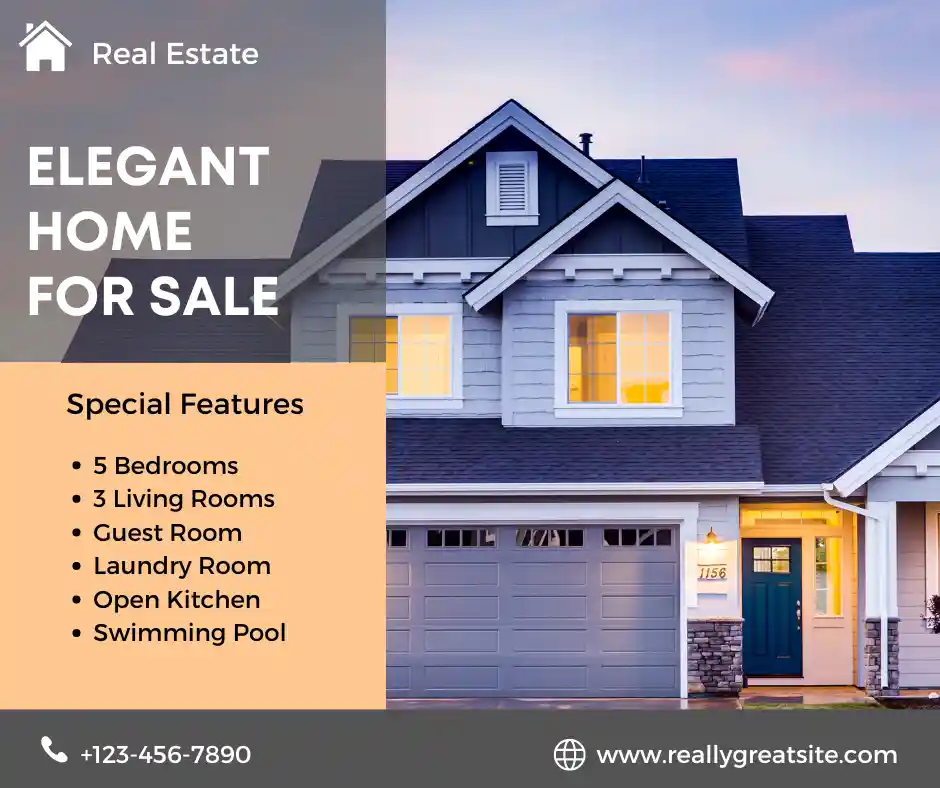 Real Estate
ELEGANT
HOME
FOR SALE
Special Features
• 5 Bedrooms
• 3 Living Rooms
• Guest Room
• Laundry Room
• Open Kitchen
• Swimming Pool
1156
+123-456-7890
www.reallygreatsite.com